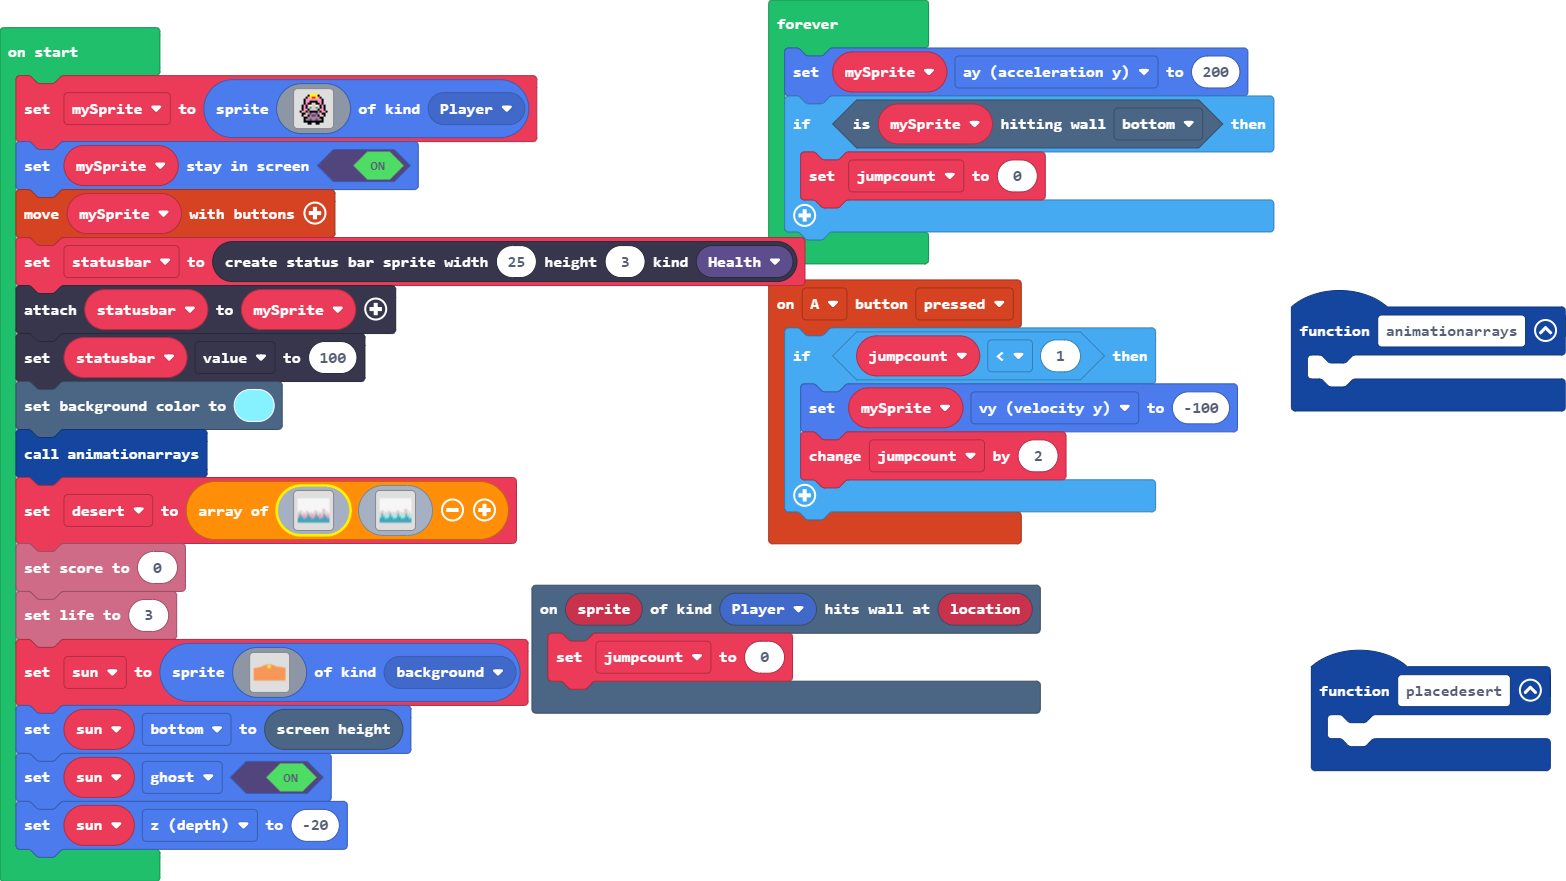 on start
set mySprite to sprite of kind Player
set mySprite stay in screen ON
move mySprite with buttons
set statusbar to create status bar sprite width 25 height 3 kind Health
attach statusbar to mySprite
set statusbar value to 100
set background color to
call animationarrays
set desert to array of
set score to 0
set life to 3
set sun to sprite of kind background
set sun bottom to screen height
set sun ghost ON
set sun z (depth) to -20
forever
set mySprite ay (acceleration y) to 200
if is mySprite hitting wall bottom then
set jumpcount to 0
on A button pressed
if jumpcount < 1 then
set mySprite vy (velocity y) to -100
change jumpcount by 2
on sprite of kind Player hits wall at location
set jumpcount to 0
function animationarrays
function placedesert